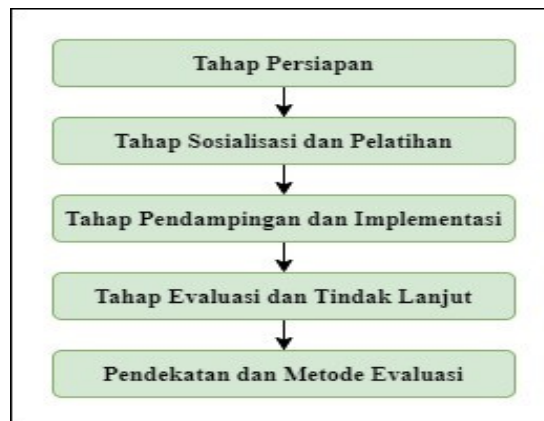 Tahap Persiapan
Tahap Sosialisasi dan Pelatihan
Tahap Pendampingan dan Implementasi
Tahap Evaluasi dan Tindak Lanjut
Pendekatan dan Metode Evaluasi